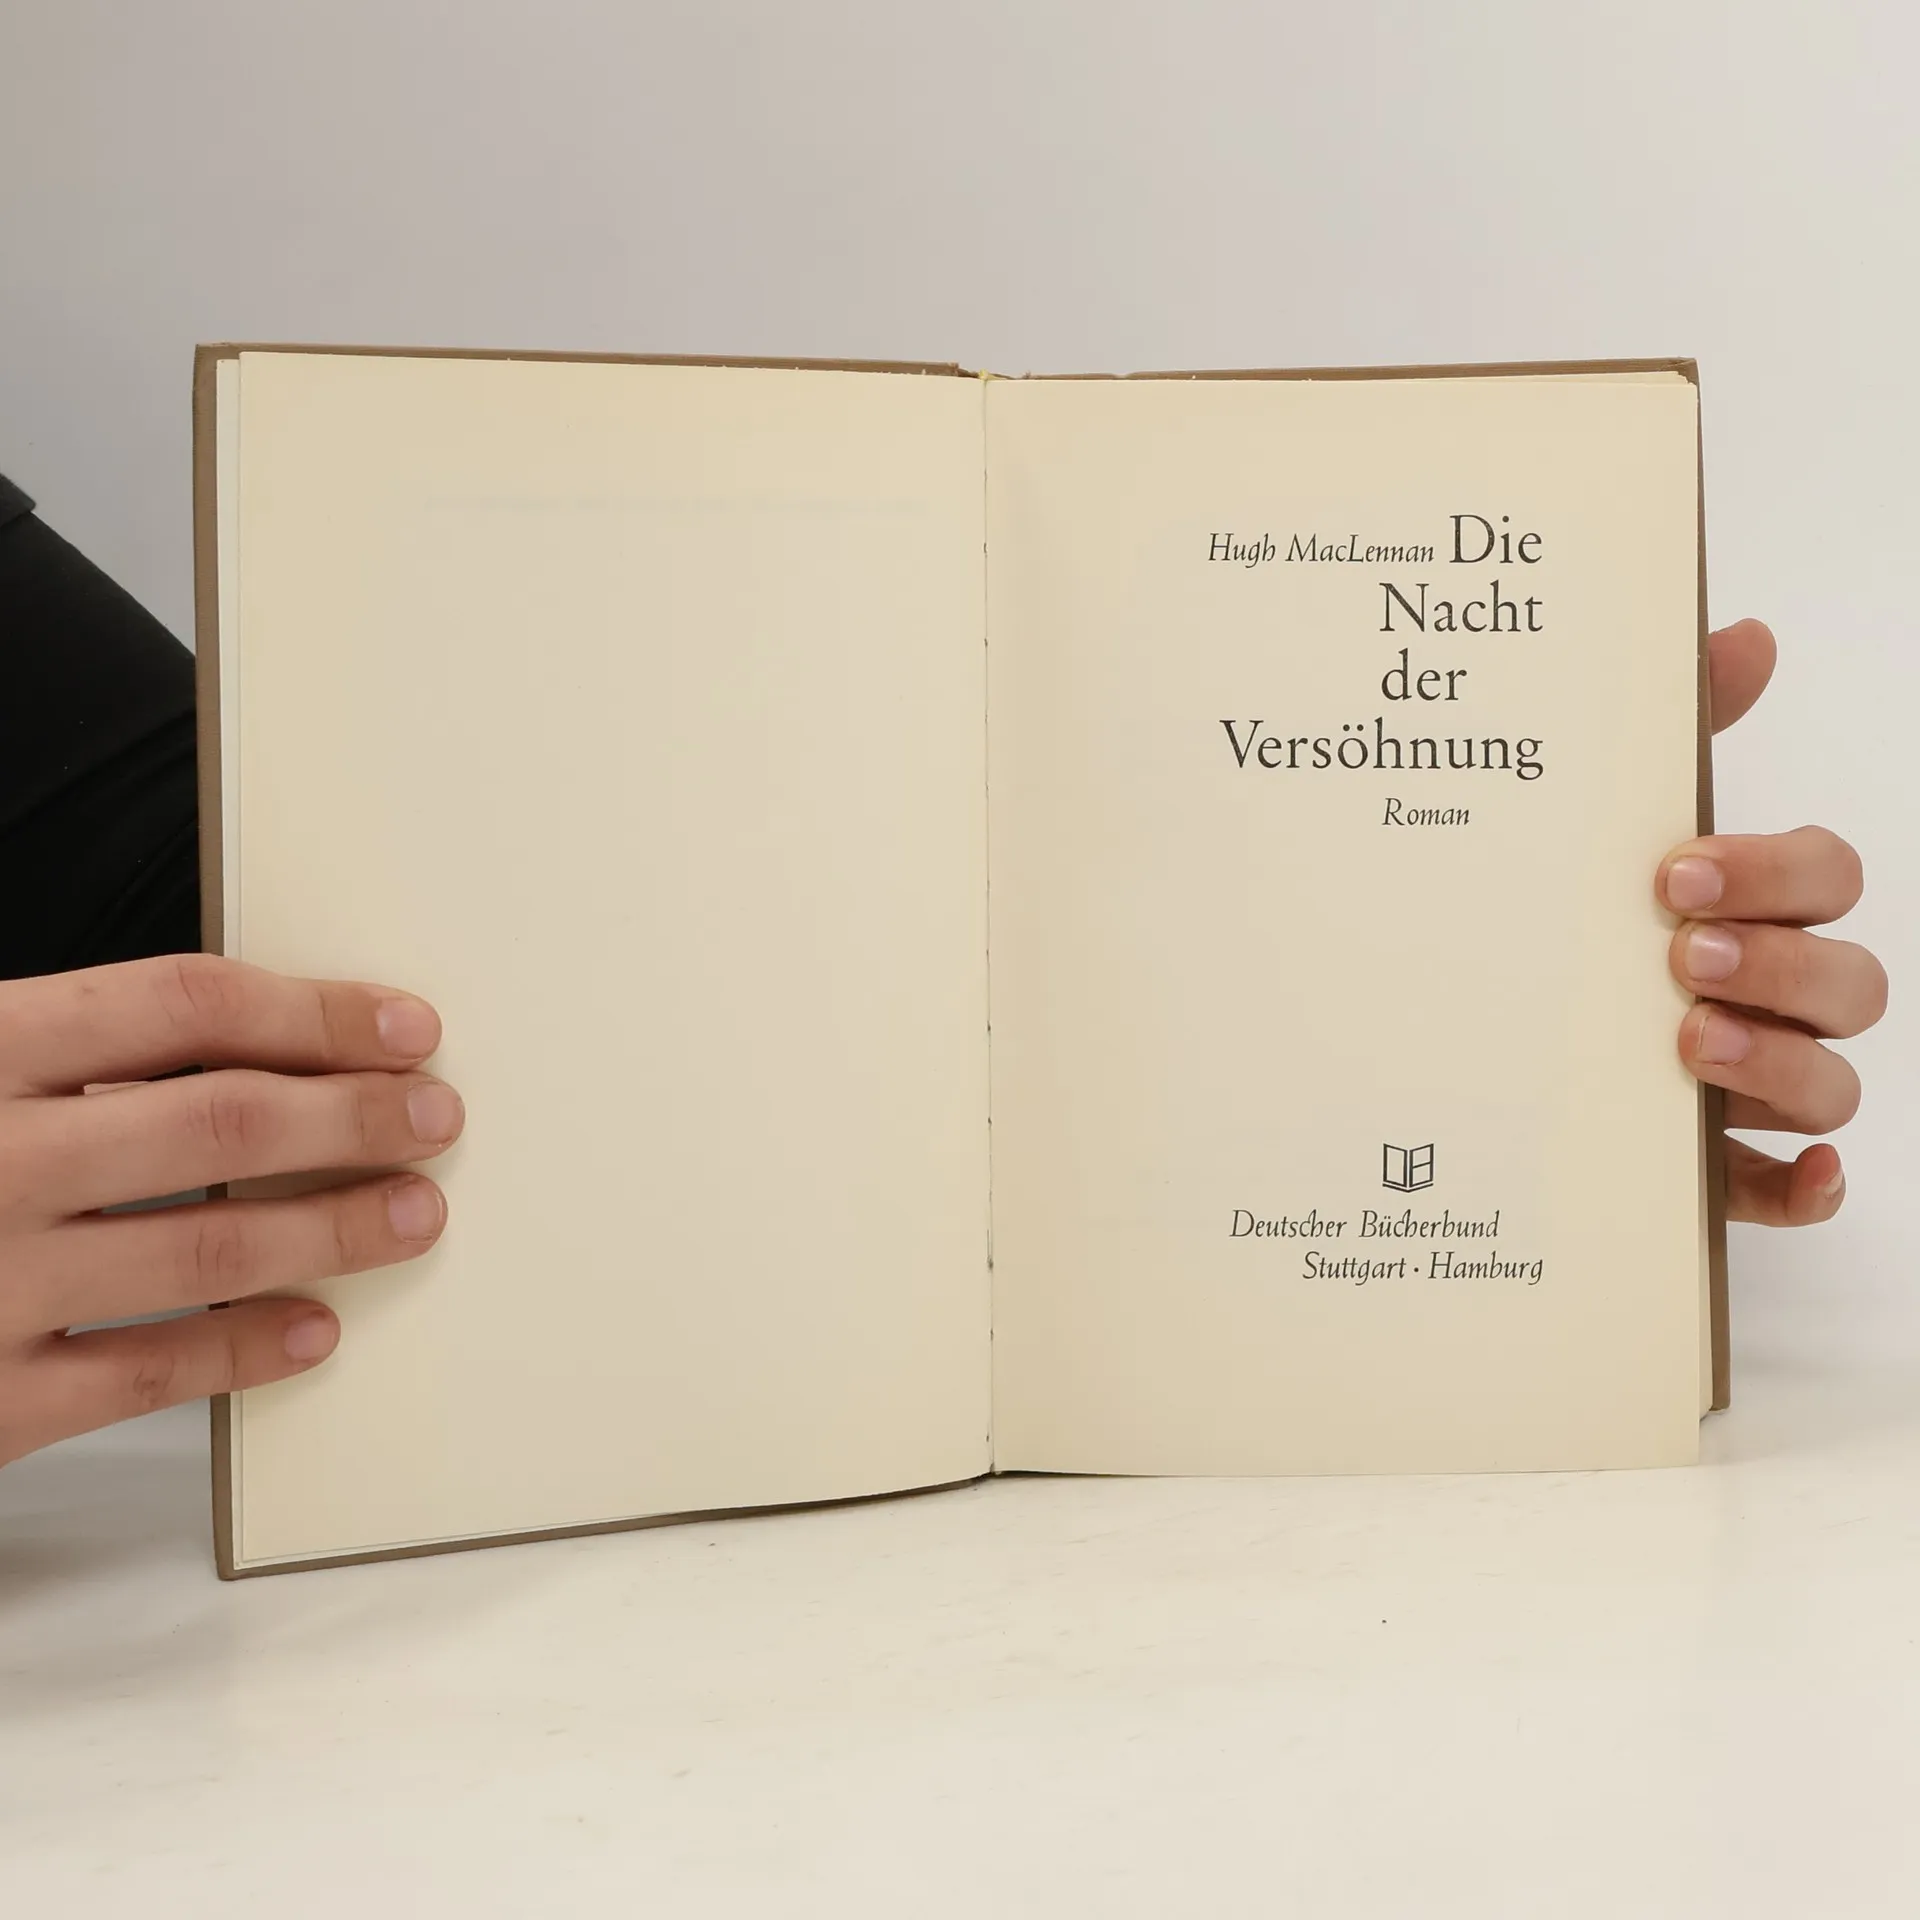 Hugh MacLennan Die
Nacht
der
Versöhnung
Roman
Deutscher Bücherbund
Stuttgart · Hamburg